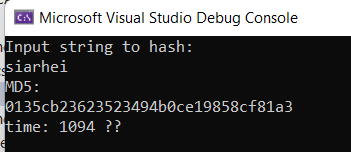 Microsoft Visual Studio Debug Console
Input string to hash:
siarhei
MD5:
0135cb23623523494b0ce19858cf81a3
time: 1094 ??